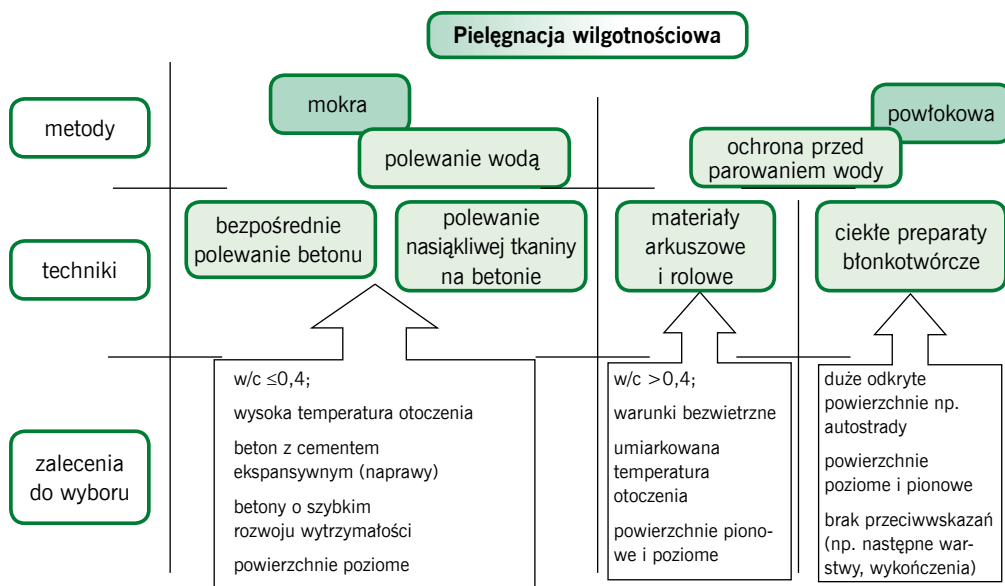 Pielęgnacja wilgotnościowa
metody
mokra
polewanie wodą
powłokowa
ochrona przed
parowaniem wody
techniki
bezpośrednie
polewanie betonu
polewanie
nasiąkliwej tkaniny
na betonie
materiały
arkuszowe
i rolowe
ciekłe preparaty
błonkotwórcze
zalecenia
do wyboru
w/c ≤0,4;
wysoka temperatura otoczenia
beton z cementem
ekspansywnym (naprawy)
betony o szybkim
rozwoju wytrzymałości
powierzchnie poziome
w/c >0,4;
warunki bezwietrzne
umiarkowana
temperatura
otoczenia
powierzchnie piono-
we i poziome
duże odkryte
powierzchnie np.
autostrady
powierzchnie
poziome i pionowe
brak przeciwwskazań
(np. następne war-
stwy, wykończenia)